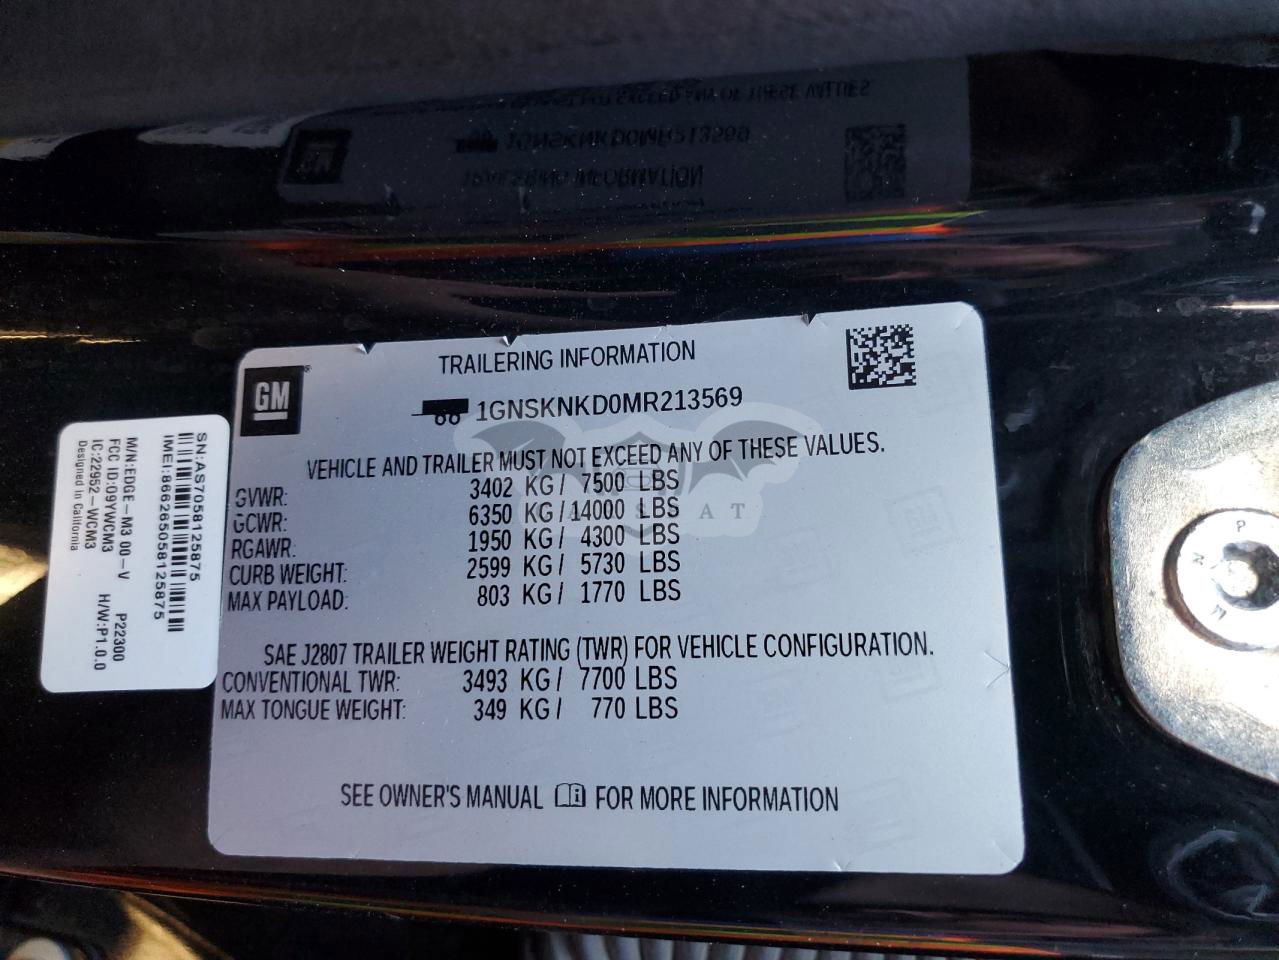 GM
TRAILERING INFORMATION
1GNSKNKD0MR213569
VEHICLE AND TRAILER MUST NOT EXCEED ANY OF THESE VALUES.
GVWR: 3402 KG/ 7500 LBS
GCWR: 6350 KG/14000 LBS
RGAWR: 1950 KG/ 4300 LBS
CURB WEIGHT: 2599 KG/ 5730 LBS
MAX PAYLOAD: 803 KG/ 1770 LBS
SAE J2807 TRAILER WEIGHT RATING (TWR) FOR VEHICLE CONFIGURATION.
CONVENTIONAL TWR: 3493 KG/ 7700 LBS
MAX TONGUE WEIGHT: 349 KG/ 770 LBS
SEE OWNER'S MANUAL FOR MORE INFORMATION
SN:AS7058125875
IMEI:866265058125875
M/N:EDGE-M3 00-V P22300
FCC ID:O9YWCM3 H/W:P1.0.0
IC:22952-WCM3
Designed in California